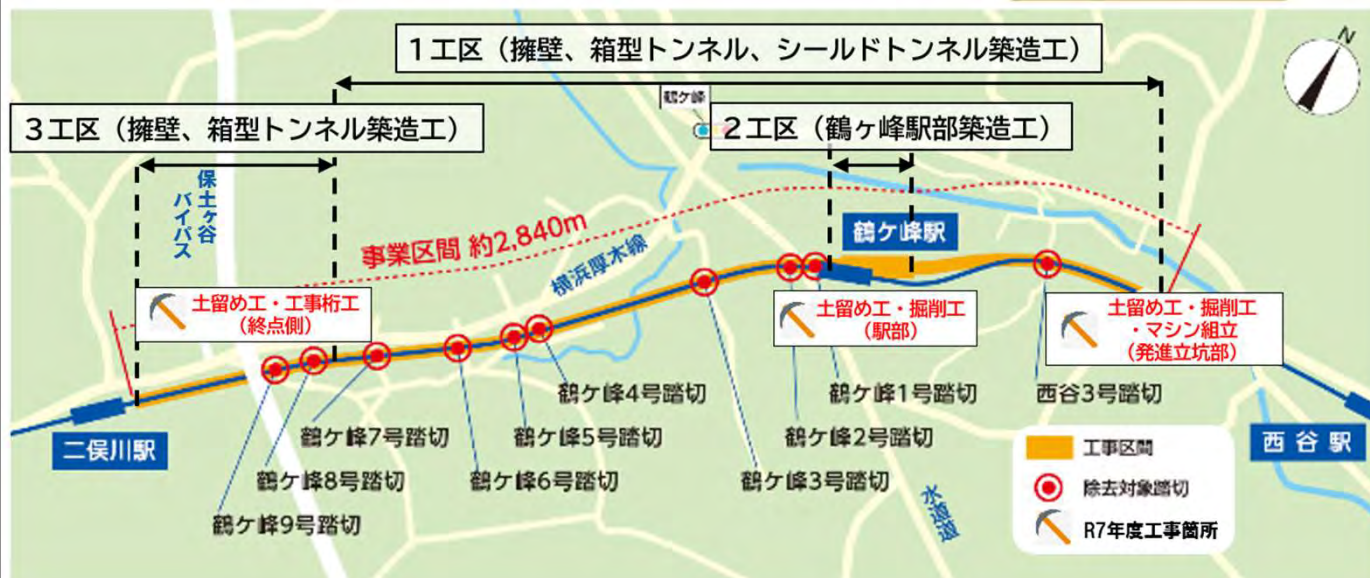 1工区（擁壁、箱型トンネル、シールドトンネル築造工）
N
鶴ケ峰
3工区（擁壁、箱型トンネル築造工）
2工区（鶴ヶ峰駅部築造工）
保土ヶ谷
バイパス
事業区間 約2,840m
横浜厚木線
鶴ケ峰駅
土留め工・工事桁工
（終点側）
土留め工・掘削工
（駅部）
土留め工・掘削工
・マシン組立
（発進立坑部）
鶴ケ峰4号踏切
鶴ケ峰1号踏切
西谷3号踏切
二俣川駅
鶴ケ峰7号踏切
鶴ケ峰5号踏切
鶴ケ峰2号踏切
西谷駅
鶴ケ峰8号踏切
鶴ケ峰6号踏切
鶴ケ峰3号踏切
鶴ケ峰9号踏切
水道道
工事区間
除去対象踏切
R7年度工事箇所